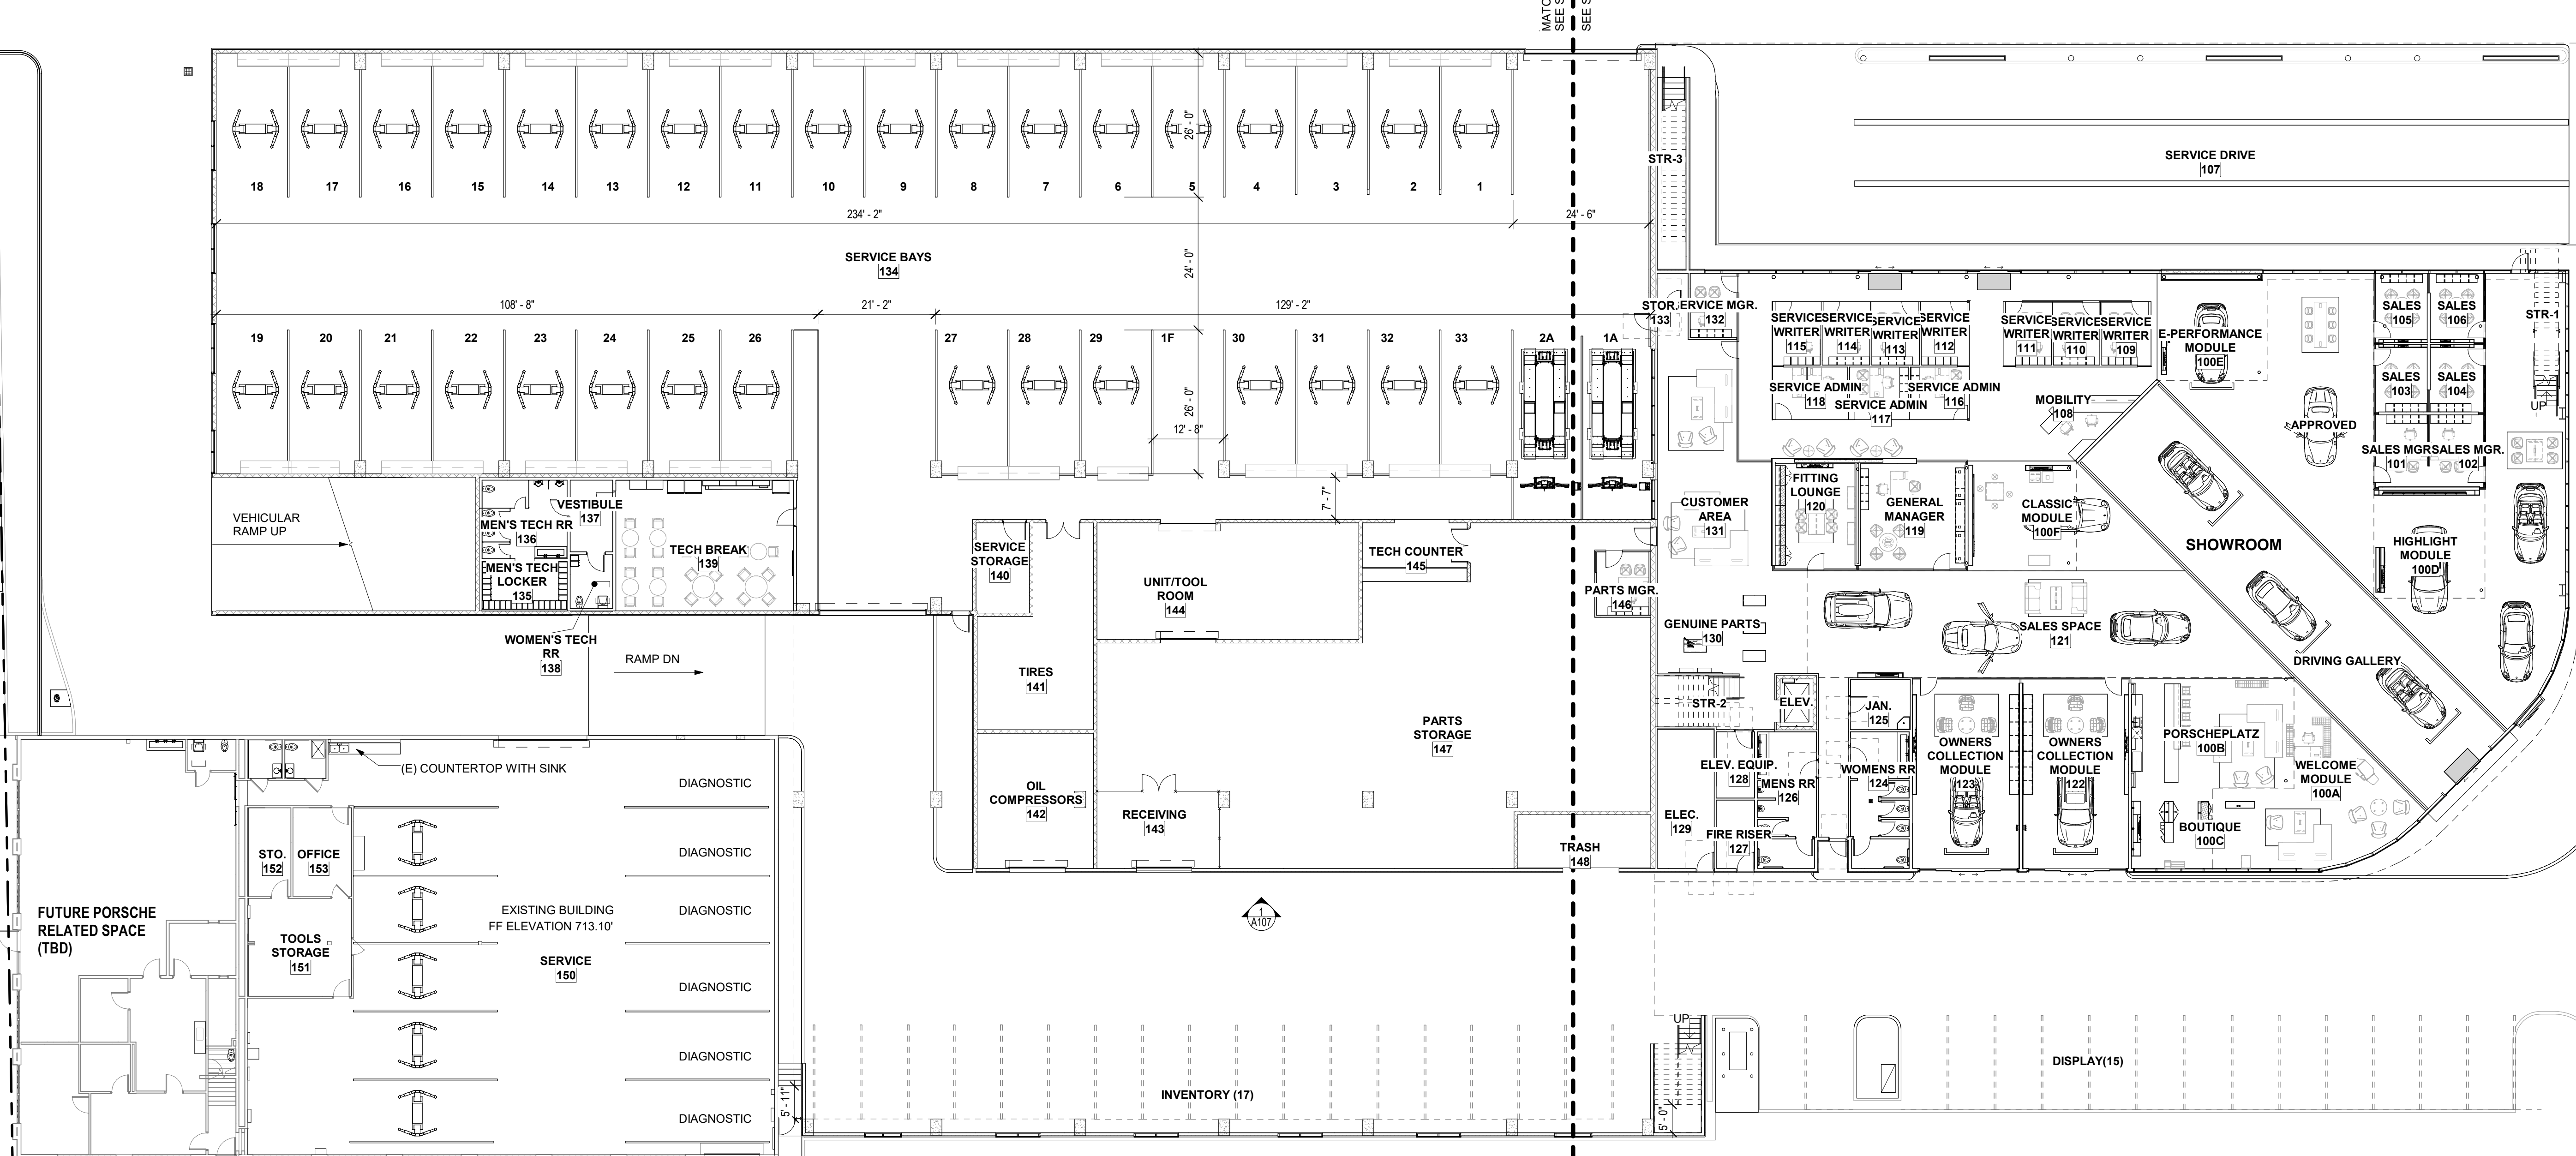 MATC
SEE S
SEE S
18 17 16 15 14 13 12 11 10 9 8 7 6 5 4 3 2 1
26' - 0"
STR-3
SERVICE DRIVE
107
234' - 2"
24' - 6"
SERVICE BAYS
134
24' - 0"
108' - 8"
21' - 2"
129' - 2"
19 20 21 22 23 24 25 26 27 28 29 1F 30 31 32 33 2A 1A
26' - 0"
12' - 8"
7' - 7"
STOR.
133
ERVICE MGR.
132
SERVICE
WRITER
115
SERVICE
WRITER
114
SERVICE
WRITER
113
SERVICE
WRITER
112
SERVICE
WRITER
111
SERVICE
WRITER
110
SERVICE
WRITER
109
E-PERFORMANCE
MODULE
100E
SALES
105
SALES
106
STR-1
SALES
103
SALES
104
UP
SERVICE ADMIN
118
SERVICE ADMIN
117
SERVICE ADMIN
116
MOBILITY
108
APPROVED
SALES MGR.
101
SALES MGR.
102
VEHICULAR
RAMP UP
MEN'S TECH RR
136
VESTIBULE
137
MEN'S TECH
LOCKER
135
TECH BREAK
139
WOMEN'S TECH
RR
138
RAMP DN
SERVICE
STORAGE
140
UNIT/TOOL
ROOM
144
TECH COUNTER
145
PARTS MGR.
146
CUSTOMER
AREA
131
FITTING
LOUNGE
120
GENERAL
MANAGER
119
CLASSIC
MODULE
100F
SHOWROOM
HIGHLIGHT
MODULE
100D
GENUINE PARTS
130
SALES SPACE
121
DRIVING GALLERY
TIRES
141
PARTS
STORAGE
147
STR-2
ELEV.
JAN.
125
OIL
COMPRESSORS
142
RECEIVING
143
TRASH
148
ELEC.
129
ELEV. EQUIP.
128
FIRE RISER
127
MENS RR
126
WOMENS RR
124
OWNERS
COLLECTION
MODULE
123
OWNERS
COLLECTION
MODULE
122
PORSCHEPLATZ
100B
WELCOME
MODULE
100A
BOUTIQUE
100C
(E) COUNTERTOP WITH SINK
DIAGNOSTIC
DIAGNOSTIC
DIAGNOSTIC
DIAGNOSTIC
DIAGNOSTIC
DIAGNOSTIC
STO.
152
OFFICE
153
FUTURE PORSCHE
RELATED SPACE
(TBD)
TOOLS
STORAGE
151
EXISTING BUILDING
FF ELEVATION 713.10'
SERVICE
150
1
A107
5' - 11"
INVENTORY (17)
UP
5' - 0"
DISPLAY(15)